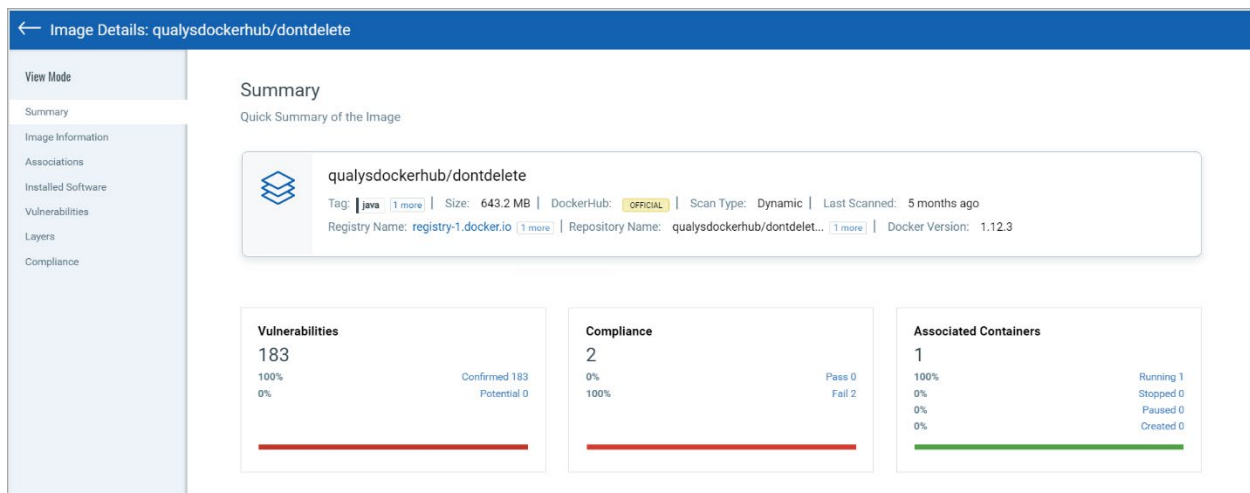 Image Details: qualysdockerhub/dontdelete
View Mode
Summary
Image Information
Associations
Installed Software
Vulnerabilities
Layers
Compliance
Summary
Quick Summary of the Image
qualysdockerhub/dontdelete
Tag: java 1 more | Size: 643.2 MB | DockerHub: OFFICIAL | Scan Type: Dynamic | Last Scanned: 5 months ago
Registry Name: registry-1.docker.io 1 more | Repository Name: qualysdockerhub/dontdelet... 1 more | Docker Version: 1.12.3
Vulnerabilities
183
100% Confirmed 183
0% Potential 0
Compliance
2
0% Pass 0
100% Fail 2
Associated Containers
1
100% Running 1
0% Stopped 0
0% Paused 0
0% Created 0